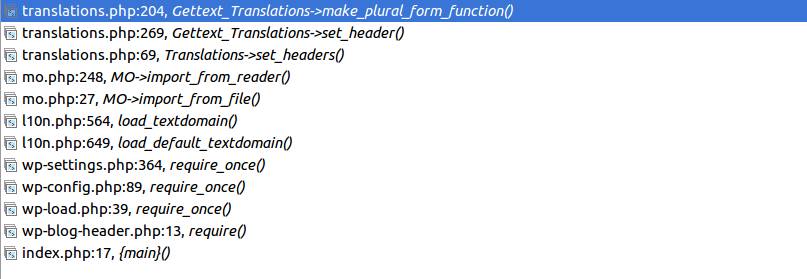 translations.php:204, Gettext_Translations->make_plural_form_function()
translations.php:269, Gettext_Translations->set_header()
translations.php:69, Translations->set_headers()
mo.php:248, MO->import_from_reader()
mo.php:27, MO->import_from_file()
l10n.php:564, load_textdomain()
l10n.php:649, load_default_textdomain()
wp-settings.php:364, require_once()
wp-config.php:89, require_once()
wp-load.php:39, require_once()
wp-blog-header.php:13, require()
index.php:17, {main}()